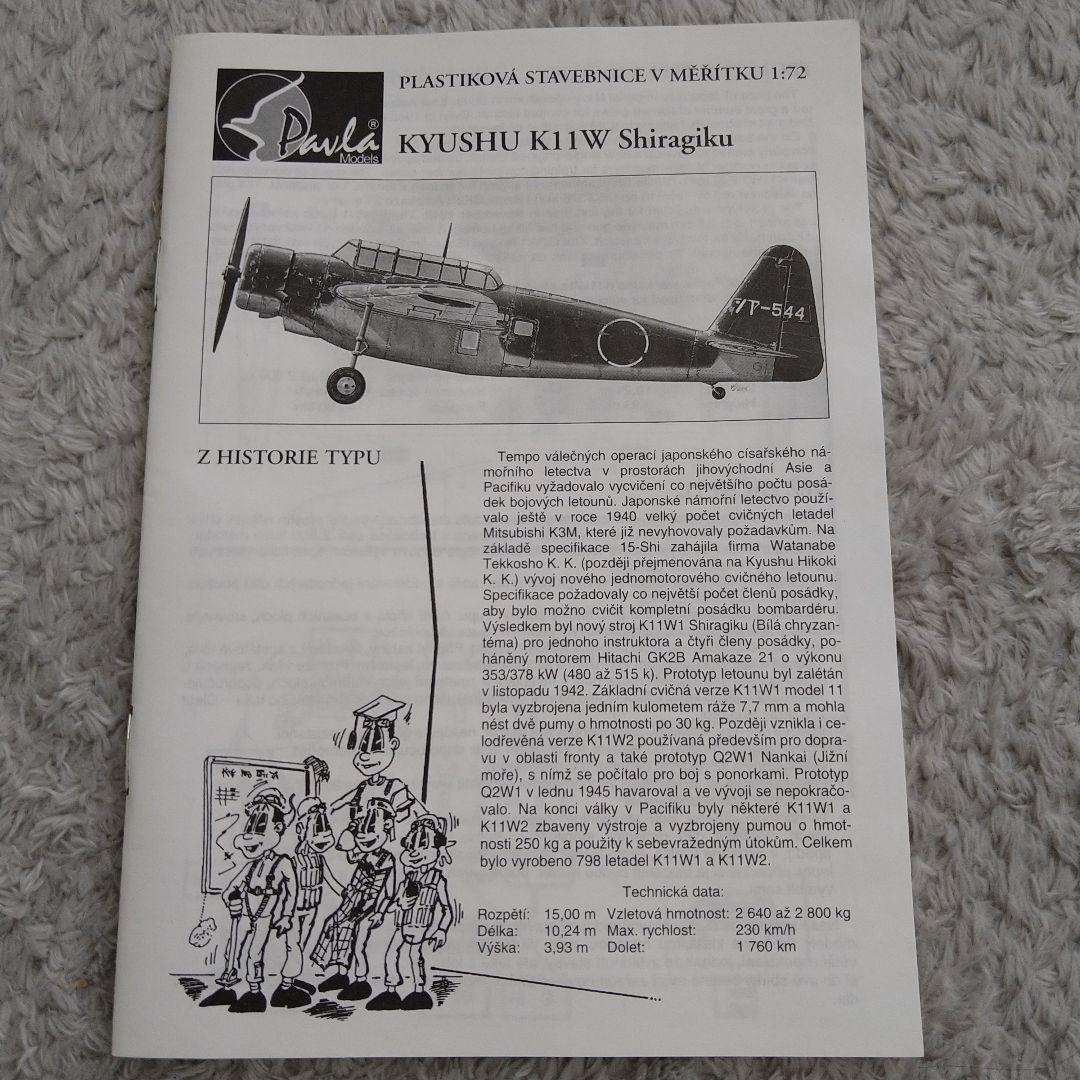 Pavla®
Models
PLASTIKOVÁ STAVEBNICE V MĚŘÍTKU 1:72
KYUSHU K11W Shiragiku
-544
Z HISTORIE TYPU
Tempo válečných operací japonského císařského ná-
mořního letectva v prostorách jihovýchodní Asie a
Pacifiku vyžadovalo vycvičení co největšího počtu posá-
dek bojových letounů. Japonské námořní letectvo použí-
valo ještě v roce 1940 velký počet cvičných letadel
Mitsubishi K3M, které již nevyhovovaly požadavkům. Na
základě specifikace 15-Shi zahájila firma Watanabe
Tekkosho K. K. (později přejmenována na Kyushu Hikoki
K. K.) vývoj nového jednomotorového cvičného letounu.
Specifikace požadovaly co největší počet členů posádky,
aby bylo možno cvičit kompletní posádku bombardéru.
Výsledkem byl nový stroj K11W1 Shiragiku (Bílá chryzan-
téma) pro jednoho instruktora a čtyři členy posádky, po-
háněný motorem Hitachi GK2B Amakaze 21 o výkonu
353/378 kW (480 až 515 k). Prototyp letounu byl zalétán
v listopadu 1942. Základní cvičná verze K11W1 model 11
byla vyzbrojena jedním kulometem ráže 7,7 mm a mohla
nést dvě pumy o hmotnosti po 30 kg. Později vznikla i ce-
lodřevěná verze K11W2 používaná především pro dopra-
vu v oblasti fronty a také prototyp Q2W1 Nankai (Jižní
moře), s nímž se počítalo pro boj s ponorkami. Prototyp
Q2W1 v lednu 1945 havaroval a ve vývoji se nepokračo-
valo. Na konci války v Pacifiku byly některé K11W1 a
K11W2 zbaveny výstroje a vyzbrojeny pumou o hmot-
nosti 250 kg a použity k sebevražedným útokům. Celkem
bylo vyrobeno 798 letadel K11W1 a K11W2.
Technická data:
Rozpětí: 15,00 m Vzletová hmotnost: 2 640 až 2 800 kg
Délka: 10,24 m Max. rychlost: 230 km/h
Výška: 3,93 m Dolet: 1 760 km